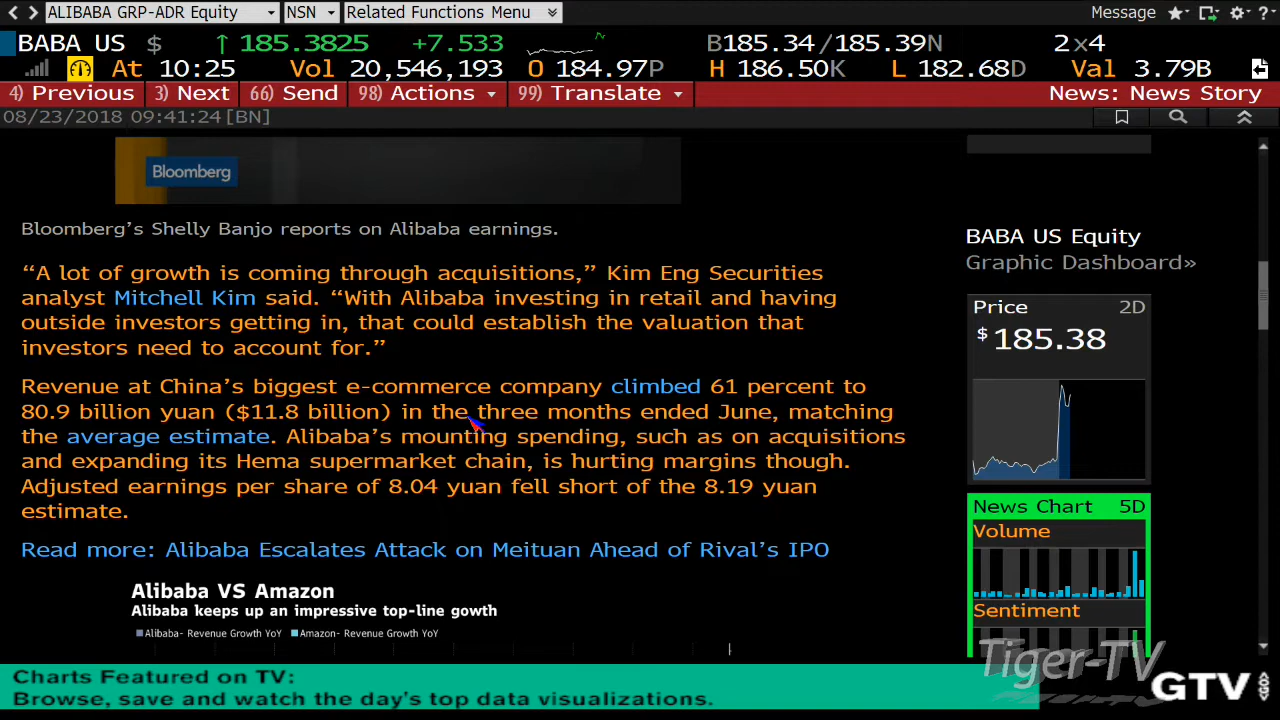 ALIBABA GRP-ADR Equity NSN Related Functions Menu Message ?
BABA US $ ↑ 185.3825 +7.533 B185.34/185.39N 2x4
At 10:25 Vol 20,546,193 O 184.97P H 186.50K L 182.68D Val 3.79B
4) Previous 3) Next 66) Send 98) Actions 99) Translate News: News Story
08/23/2018 09:41:24[BN]
Bloomberg
Bloomberg's Shelly Banjo reports on Alibaba earnings.
“A lot of growth is coming through acquisitions,” Kim Eng Securities
analyst Mitchell Kim said. “With Alibaba investing in retail and having
outside investors getting in, that could establish the valuation that
investors need to account for.”
Revenue at China's biggest e-commerce company climbed 61 percent to
80.9 billion yuan ($11.8 billion) in the three months ended June, matching
the average estimate. Alibaba's mounting spending, such as on acquisitions
and expanding its Hema supermarket chain, is hurting margins though.
Adjusted earnings per share of 8.04 yuan fell short of the 8.19 yuan
estimate.
Read more: Alibaba Escalates Attack on Meituan Ahead of Rival's IPO
Alibaba VS Amazon
Alibaba keeps up an impressive top-line gowth
Alibaba- Revenue Growth YoY Amazon- Revenue Growth YoY
BABA US Equity
Graphic Dashboard»
Price 2D
$185.38
News Chart 5D
Volume
Sentiment
Tiger-TV
Charts Featured on TV:
Browse, save and watch the day's top data visualizations.
GTV